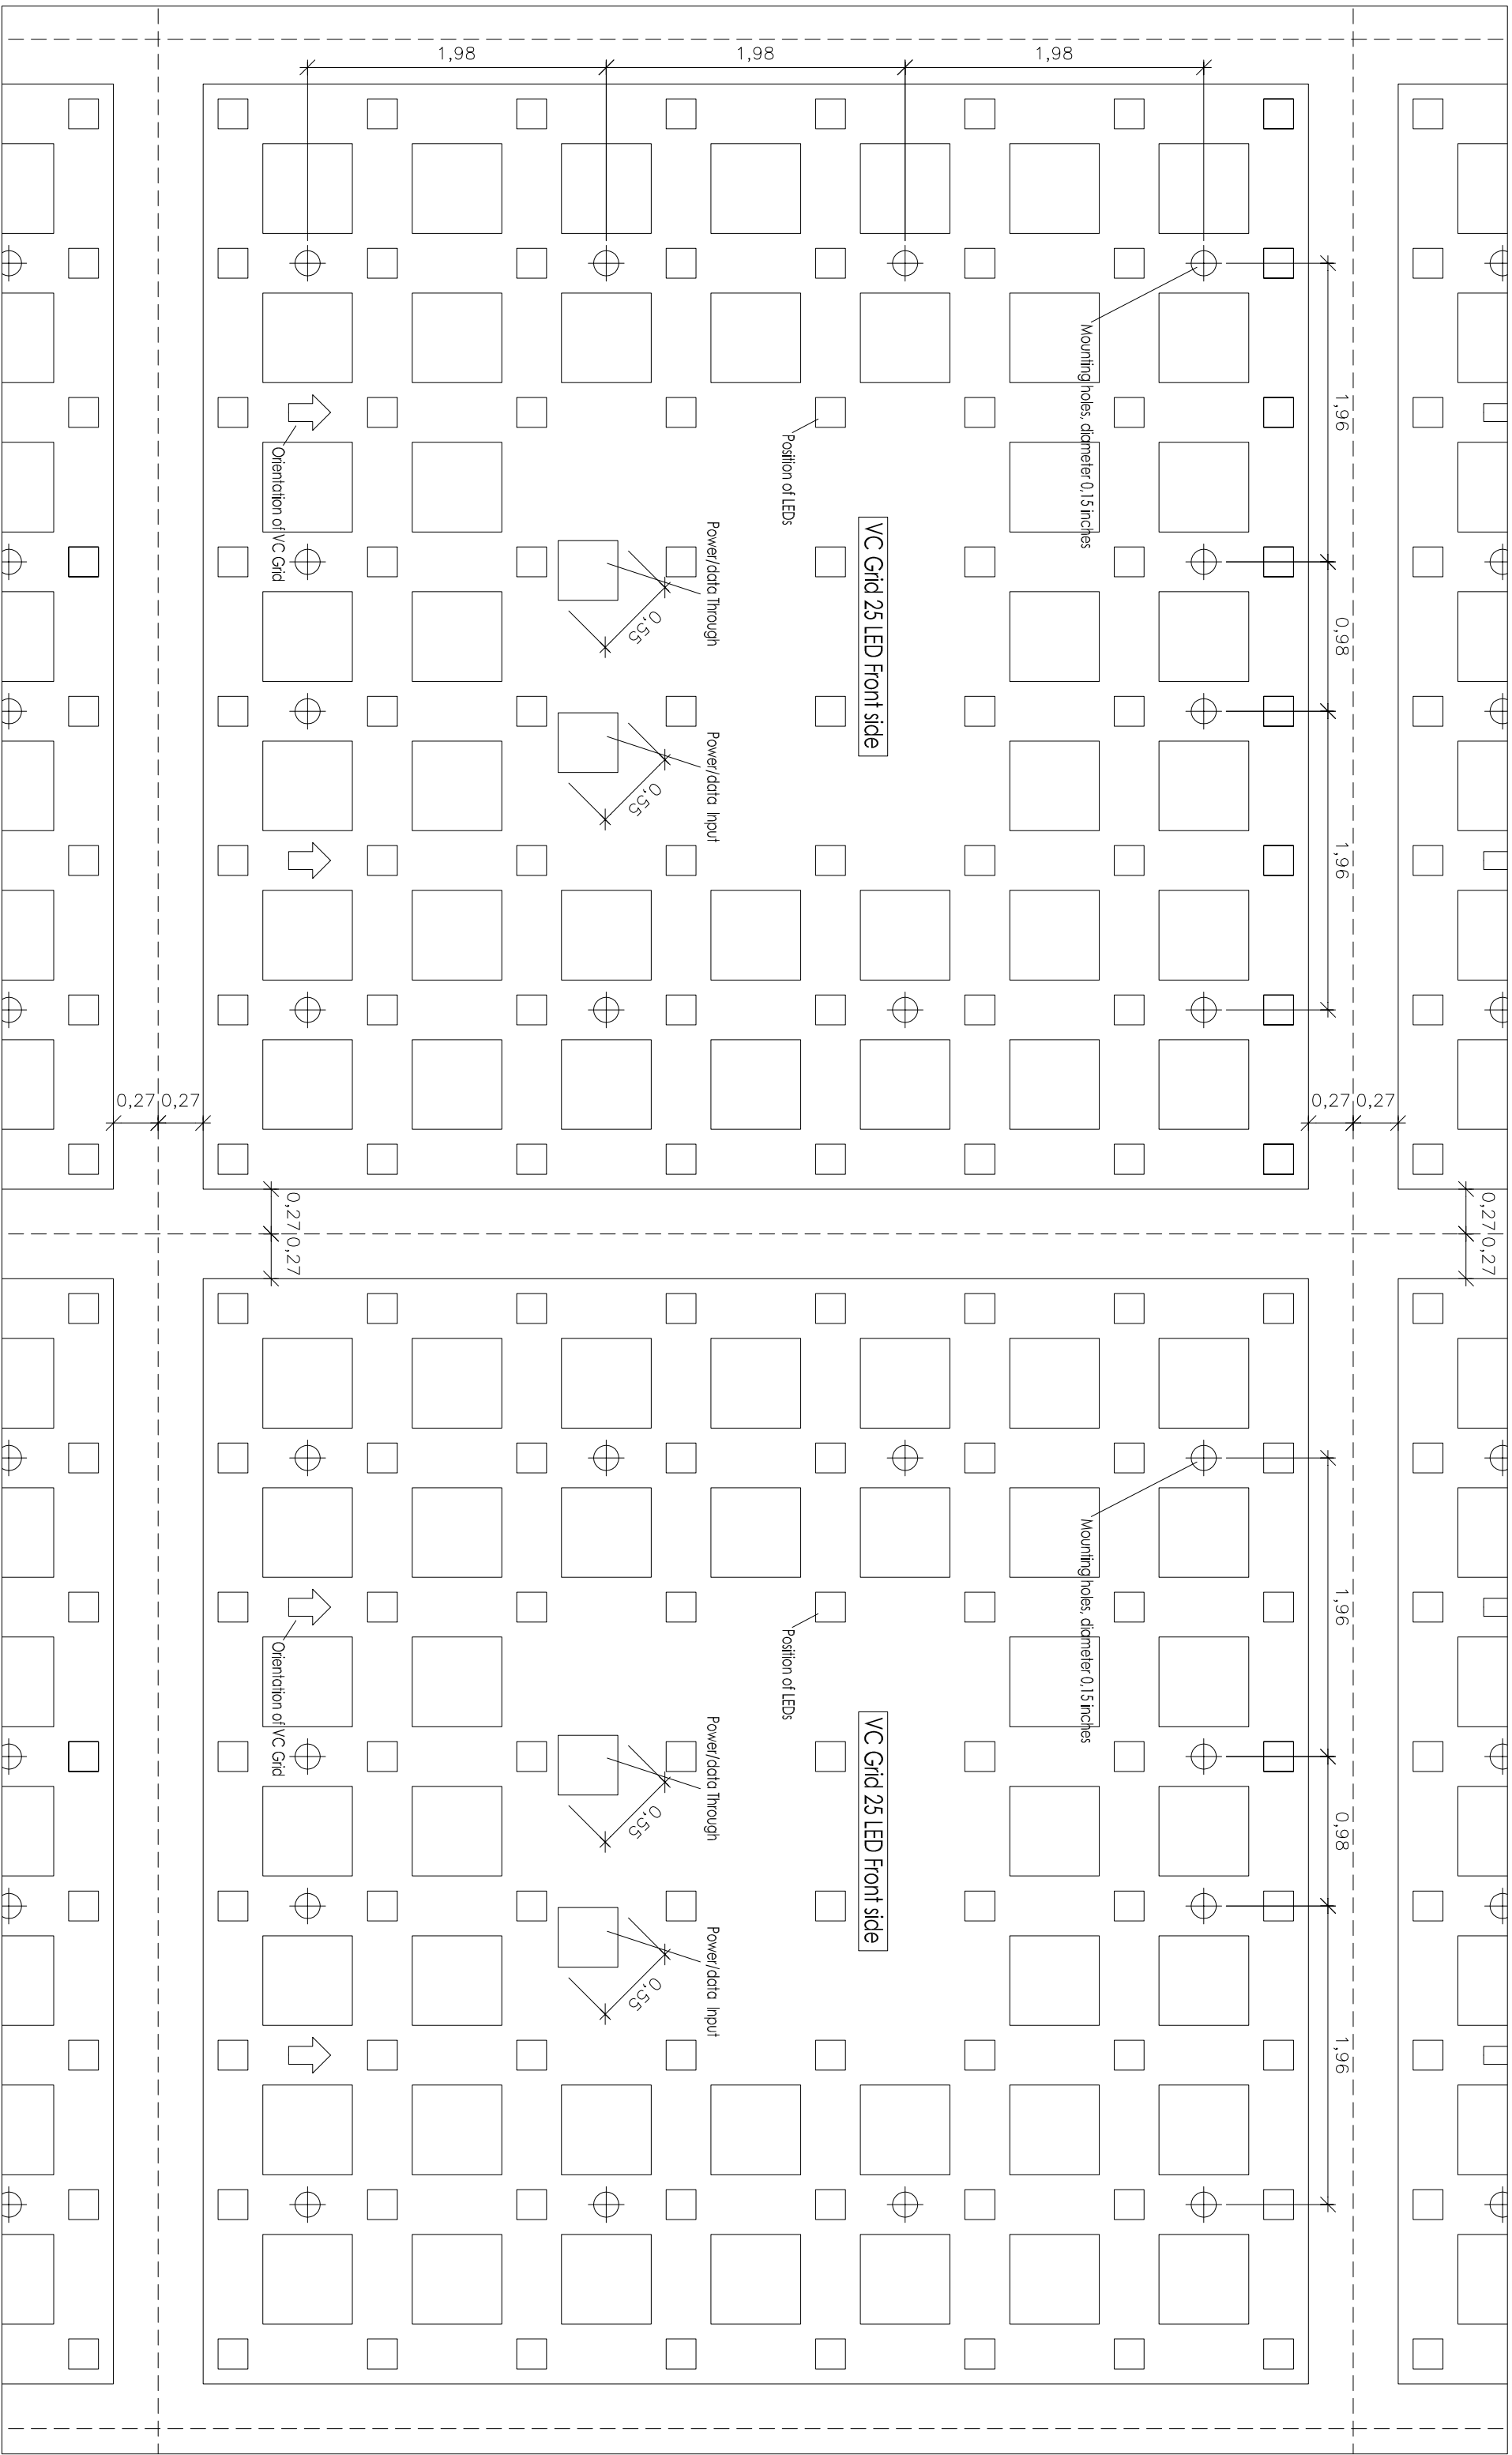 1,98
1,98
1,98
Mounting holes, diameter 0,15 inches
1,96
0,98
1,96
Position of LEDs
VC Grid 25 LED Front side
Orientation of VC Grid
Power/data Through
0,55
Power/data Input
0,55
0,27
0,27
0,27
0,27
0,27
0,27
0,27
0,27
Mounting holes, diameter 0,15 inches
1,96
0,98
1,96
Position of LEDs
VC Grid 25 LED Front side
Orientation of VC Grid
Power/data Through
0,55
Power/data Input
0,55